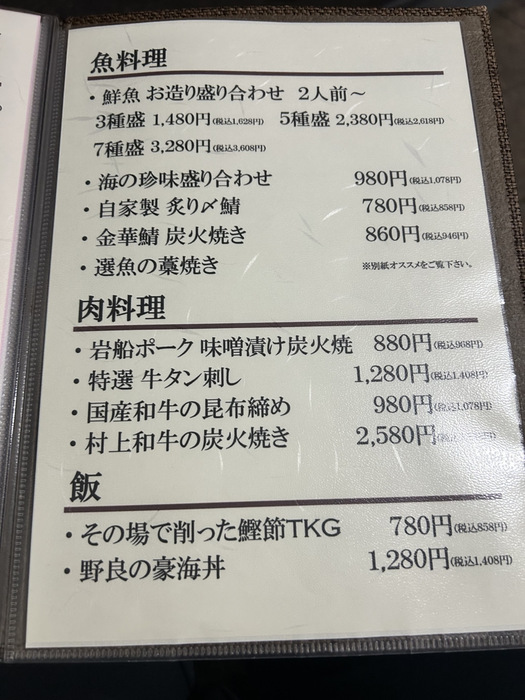 魚料理
・鮮魚 お造り盛り合わせ 2人前～
3種盛 1,480円(税込1,628円) 5種盛 2,380円(税込2,618円)
7種盛 3,280円(税込3,608円)
・海の珍味盛り合わせ 980円(税込1,078円)
・自家製 炙り〆鯖 780円(税込858円)
・金華鯖 炭火焼き 860円(税込946円)
・選魚の藁焼き ※別紙オススメをご覧下さい。
肉料理
・岩船ポーク 味噌漬け炭火焼 880円(税込968円)
・特選 牛タン刺し 1,280円(税込1,408円)
・国産和牛の昆布締め 980円(税込1,078円)
・村上和牛の炭火焼き 2,580円
飯
・その場で削った鰹節TKG 780円(税込858円)
・野良の豪海丼 1,280円(税込1,408円)